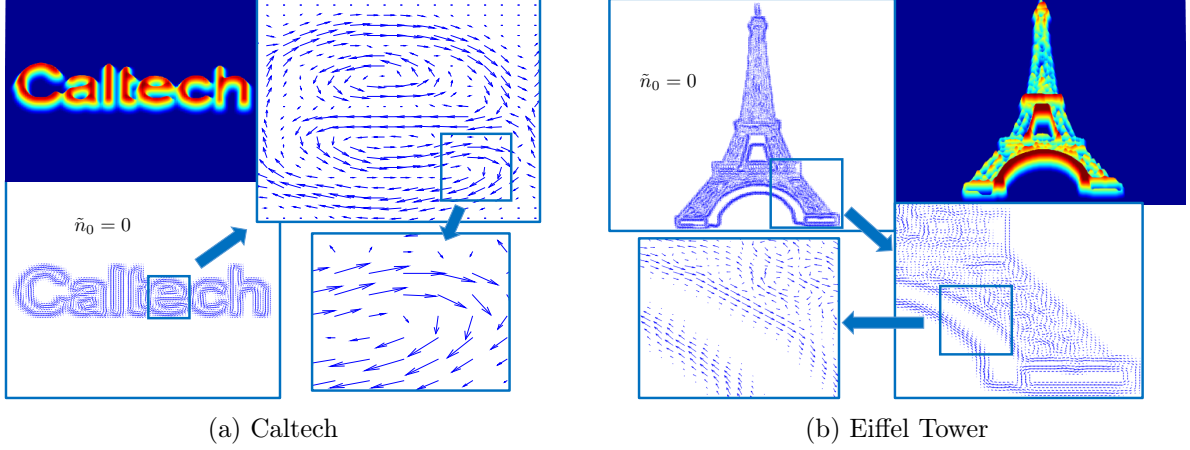 Caltech
ñ₀ = 0
Caltech
ñ₀ = 0
(a) Caltech
(b) Eiffel Tower